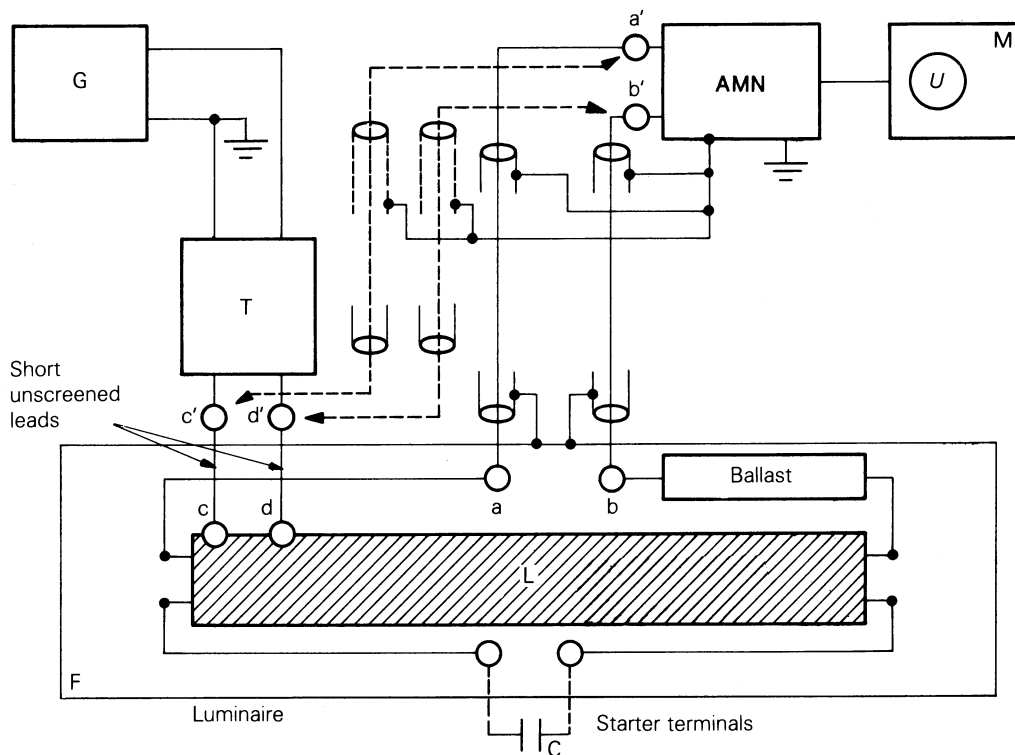 G
a'
AMN
M
U
b'
T
Short
unscreened
leads
c'
d'
Ballast
a
b
c
d
L
F
Luminaire
Starter terminals
C